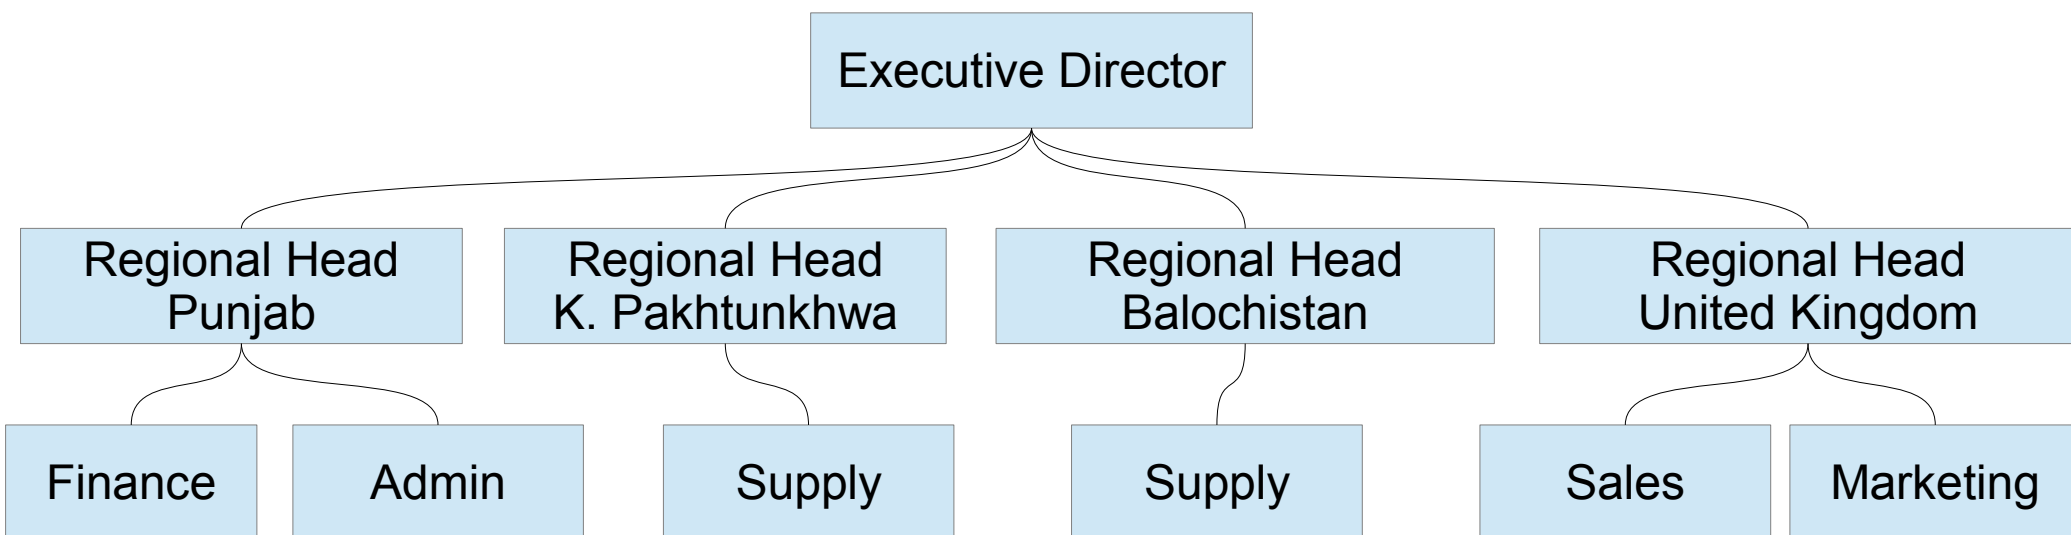 Executive Director
Regional Head
Punjab
Regional Head
K. Pakhtunkhwa
Regional Head
Balochistan
Regional Head
United Kingdom
Finance
Admin
Supply
Supply
Sales
Marketing